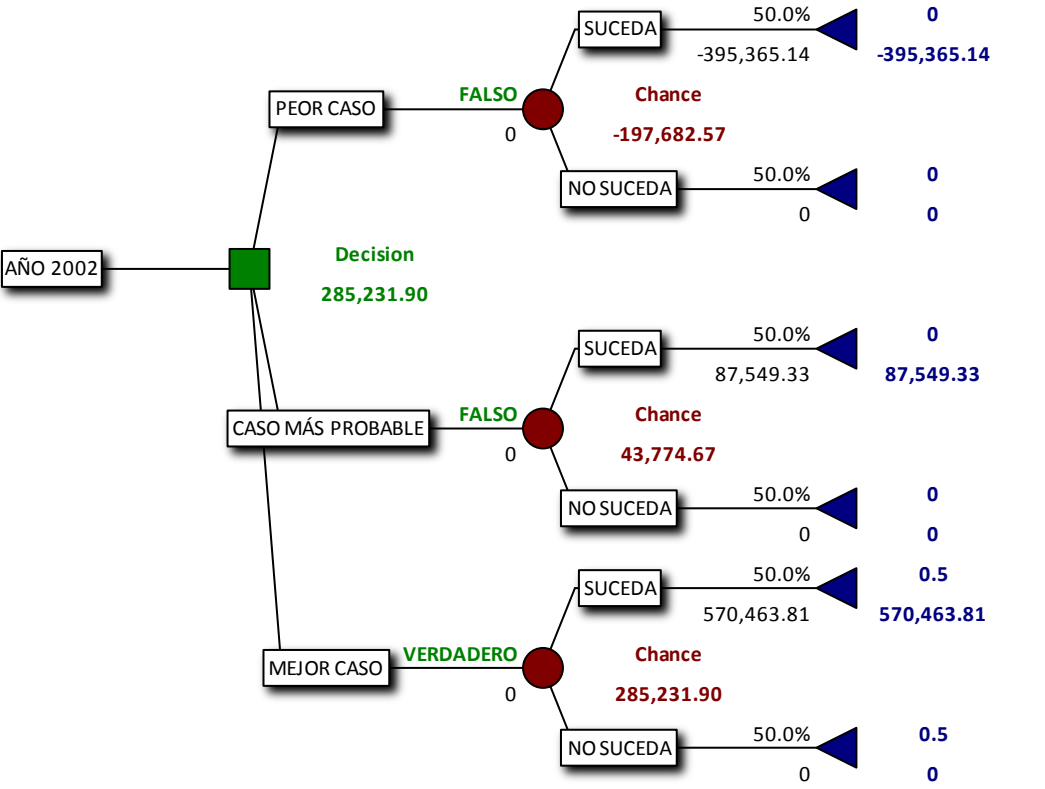 50.0% 0
SUCEDA
-395,365.14 -395,365.14
FALSO Chance
PEOR CASO
0 -197,682.57
50.0% 0
NO SUCEDA
0 0
Decision
AÑO 2002
285,231.90
50.0% 0
SUCEDA
87,549.33 87,549.33
FALSO Chance
CASO MÁS PROBABLE
0 43,774.67
50.0% 0
NO SUCEDA
0 0
50.0% 0.5
SUCEDA
570,463.81 570,463.81
VERDADERO Chance
MEJOR CASO
0 285,231.90
50.0% 0.5
NO SUCEDA
0 0